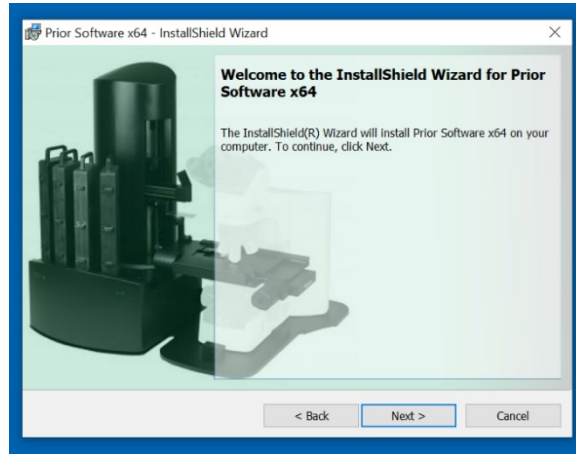 Prior Software x64 - InstallShield Wizard
Welcome to the InstallShield Wizard for Prior
Software x64
The InstallShield(R) Wizard will install Prior Software x64 on your
computer. To continue, click Next.
< Back
Next >
Cancel